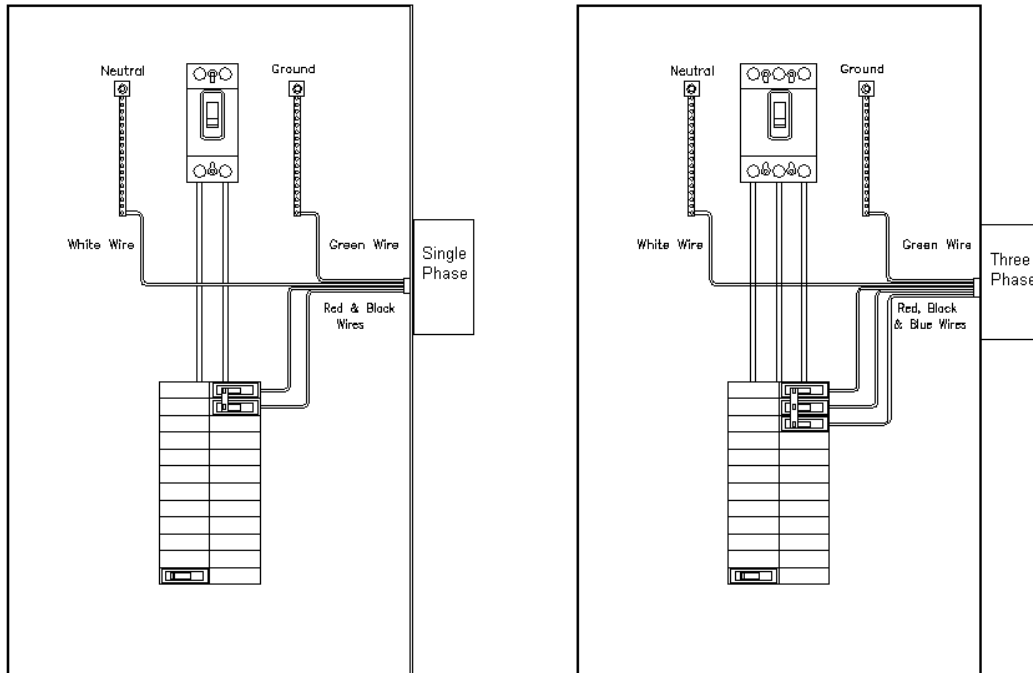 Neutral
Ground
White Wire
Green Wire
Single
Phase
Red & Black
Wires
Neutral
Ground
White Wire
Green Wire
Three
Phase
Red, Black
& Blue Wires